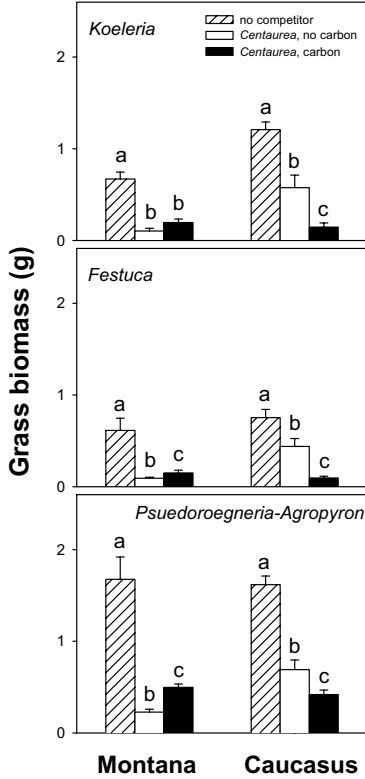 Koeleria
no competitor
Centaurea, no carbon
Centaurea, carbon
2
1
0
a
b
b
a
b
c
Festuca
2
1
0
a
b
c
a
b
c
Psuedoroegneria-Agropyron
2
1
0
a
b
c
a
b
c
Grass biomass (g)
Montana Caucasus